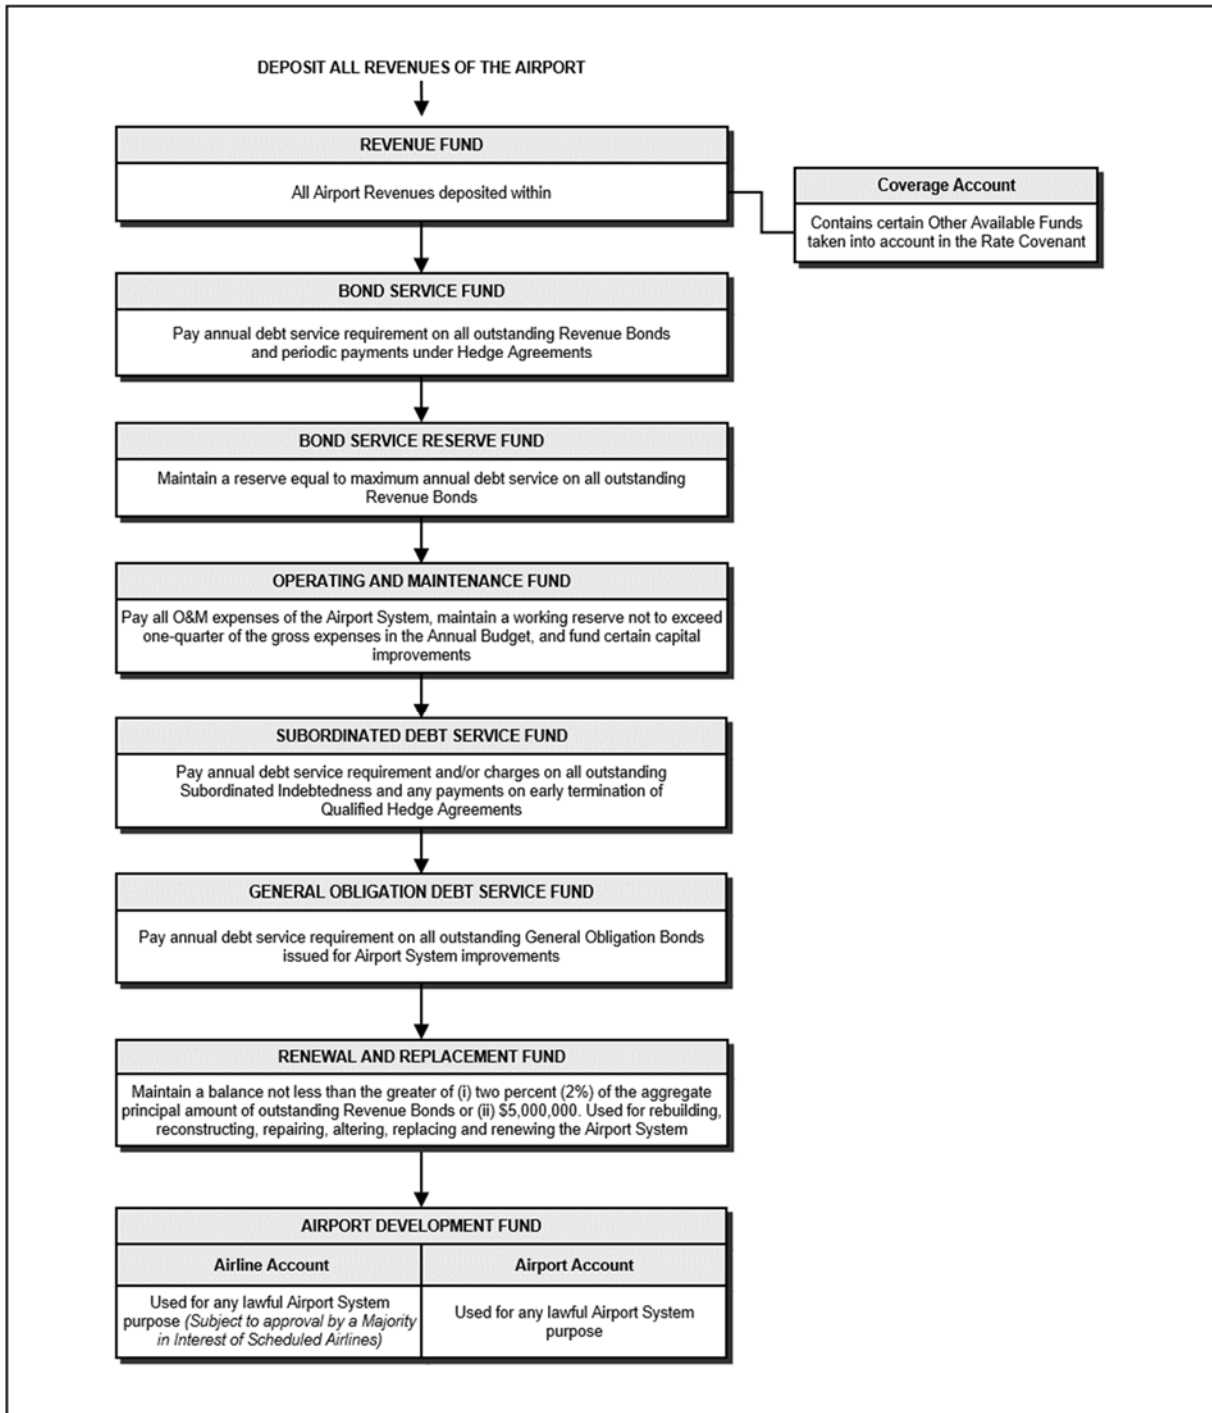 DEPOSIT ALL REVENUES OF THE AIRPORT
REVENUE FUND
All Airport Revenues deposited within
Coverage Account
Contains certain Other Available Funds
taken into account in the Rate Covenant
BOND SERVICE FUND
Pay annual debt service requirement on all outstanding Revenue Bonds
and periodic payments under Hedge Agreements
BOND SERVICE RESERVE FUND
Maintain a reserve equal to maximum annual debt service on all outstanding
Revenue Bonds
OPERATING AND MAINTENANCE FUND
Pay all O&M expenses of the Airport System, maintain a working reserve not to exceed
one-quarter of the gross expenses in the Annual Budget, and fund certain capital
improvements
SUBORDINATED DEBT SERVICE FUND
Pay annual debt service requirement and/or charges on all outstanding
Subordinated Indebtedness and any payments on early termination of
Qualified Hedge Agreements
GENERAL OBLIGATION DEBT SERVICE FUND
Pay annual debt service requirement on all outstanding General Obligation Bonds
issued for Airport System improvements
RENEWAL AND REPLACEMENT FUND
Maintain a balance not less than the greater of (i) two percent (2%) of the aggregate
principal amount of outstanding Revenue Bonds or (ii) $5,000,000. Used for rebuilding,
reconstructing, repairing, altering, replacing and renewing the Airport System
AIRPORT DEVELOPMENT FUND
Airline Account
Used for any lawful Airport System
purpose (Subject to approval by a Majority
in Interest of Scheduled Airlines)
Airport Account
Used for any lawful Airport System
purpose